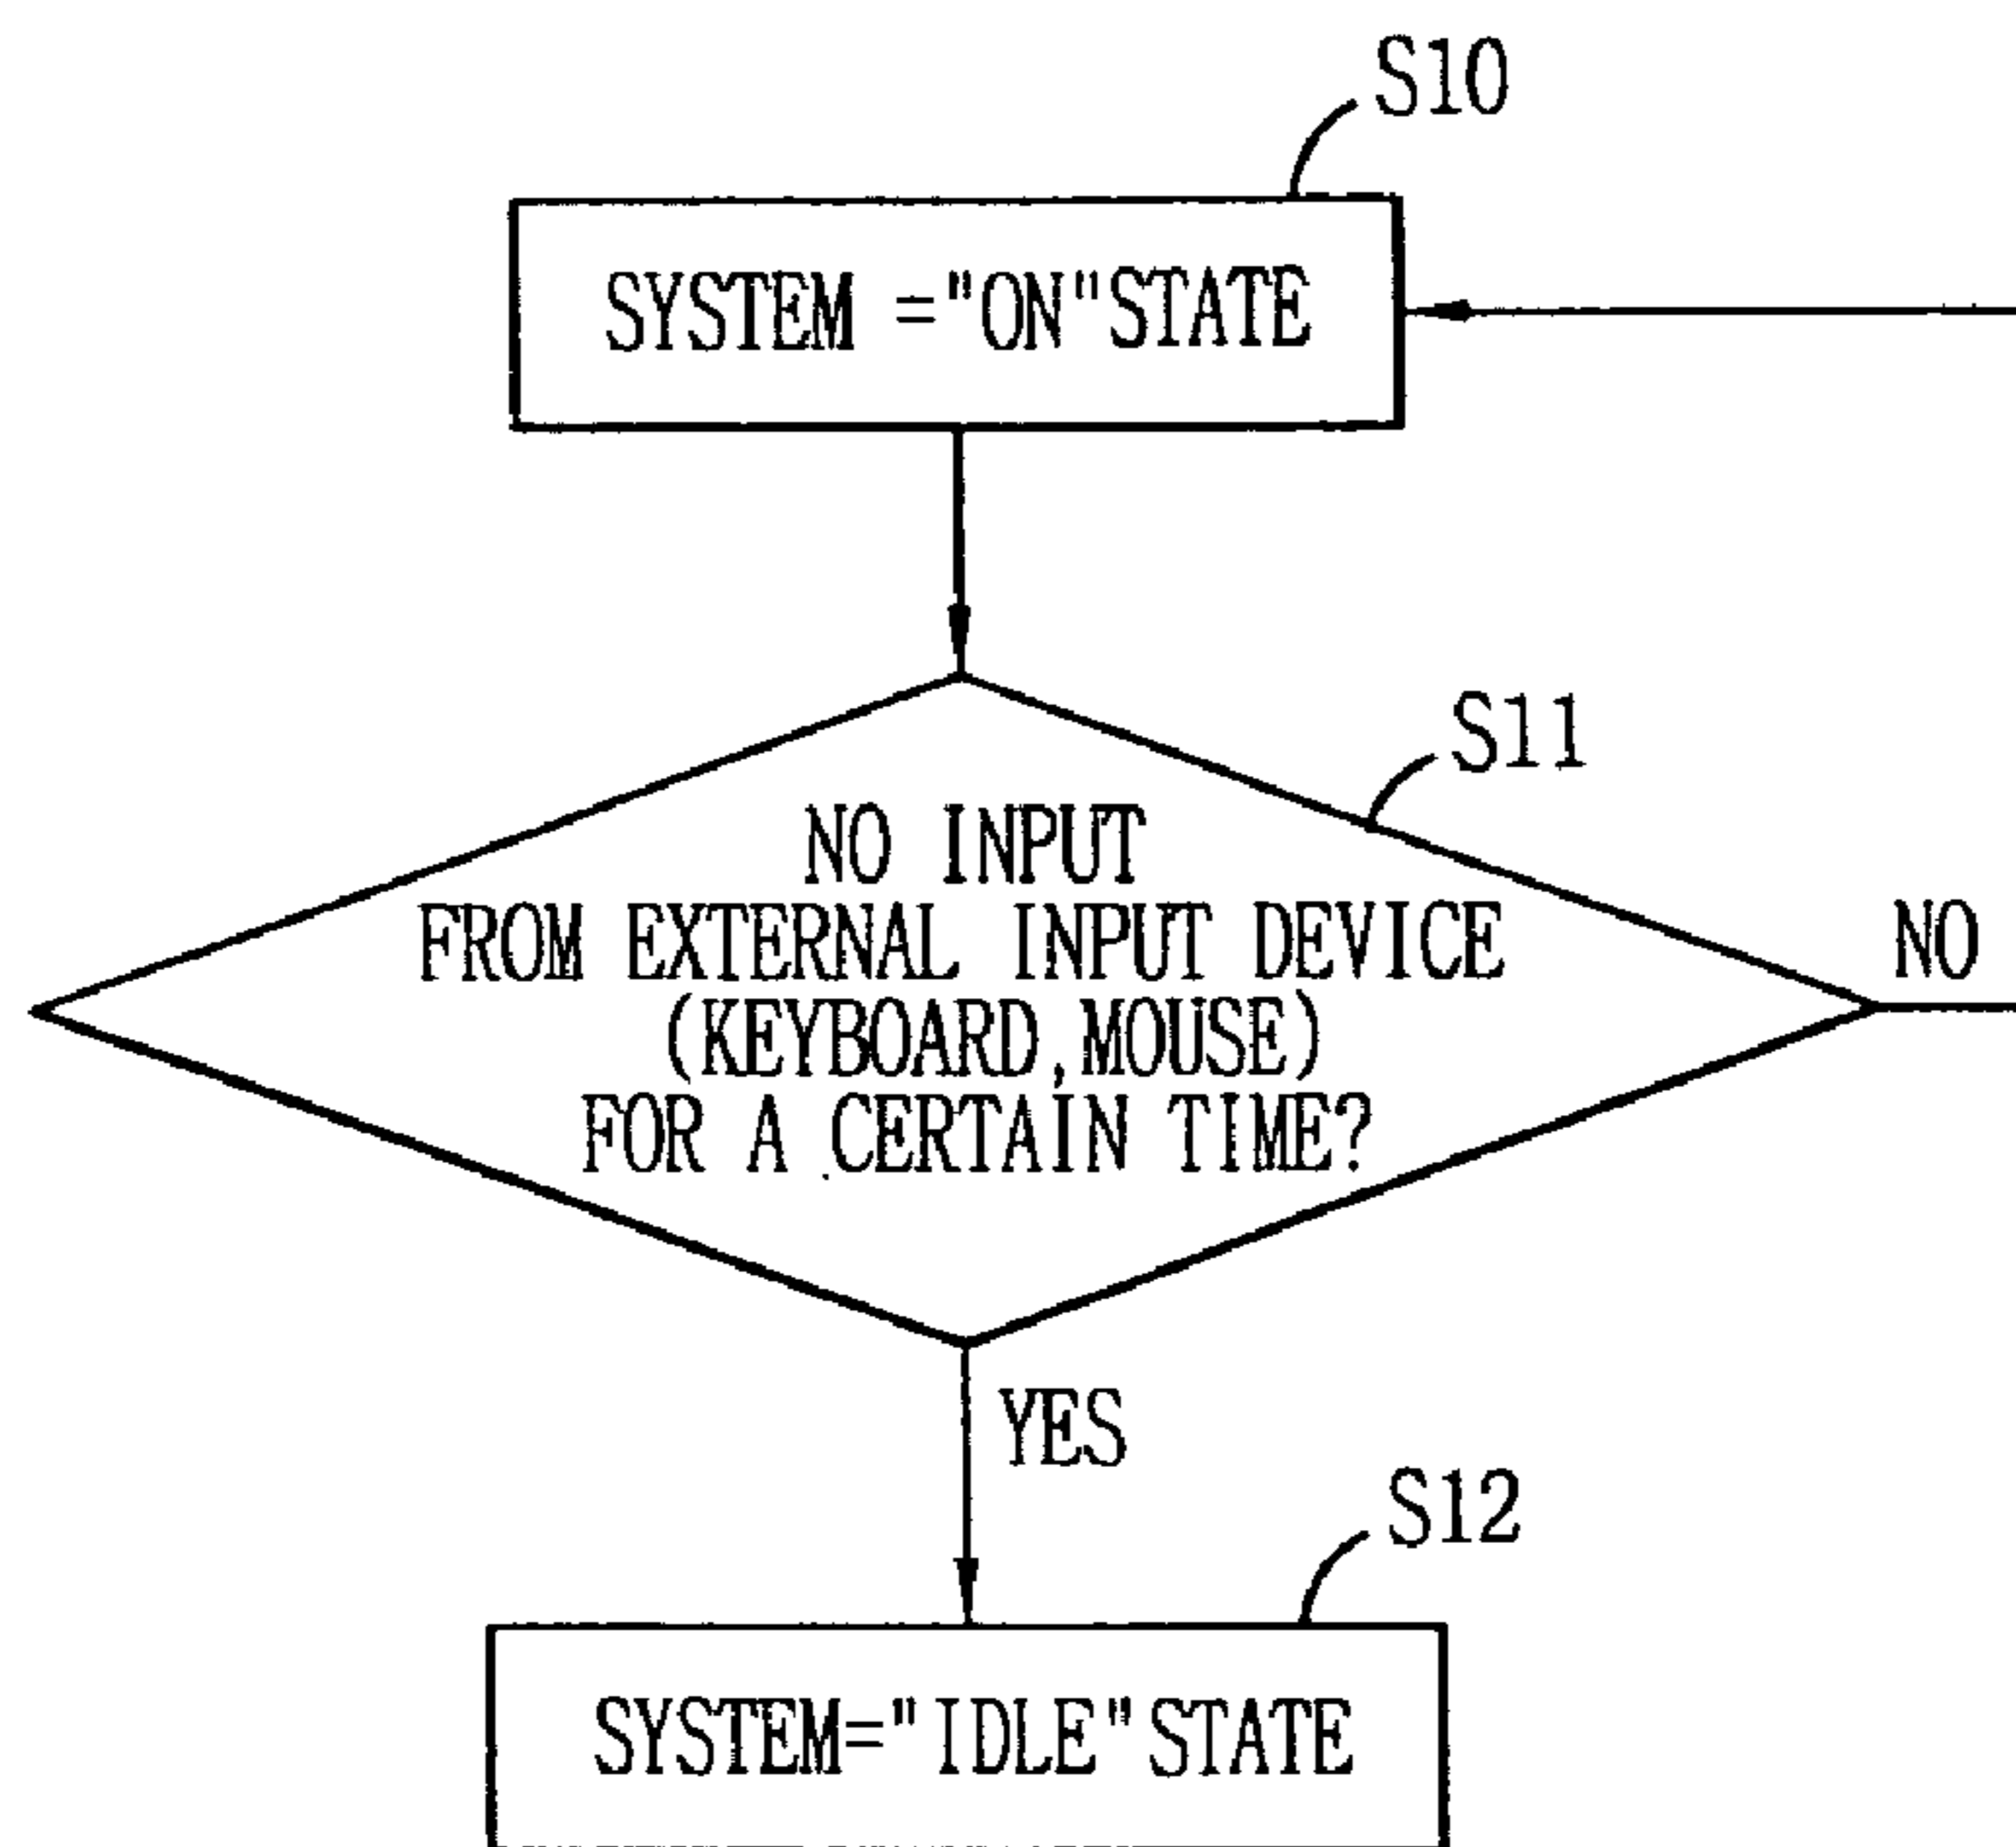 S10
SYSTEM ="ON"STATE
S11
NO INPUT
FROM EXTERNAL INPUT DEVICE
(KEYBOARD,MOUSE)
FOR A CERTAIN TIME?
NO
YES
S12
SYSTEM="IDLE"STATE